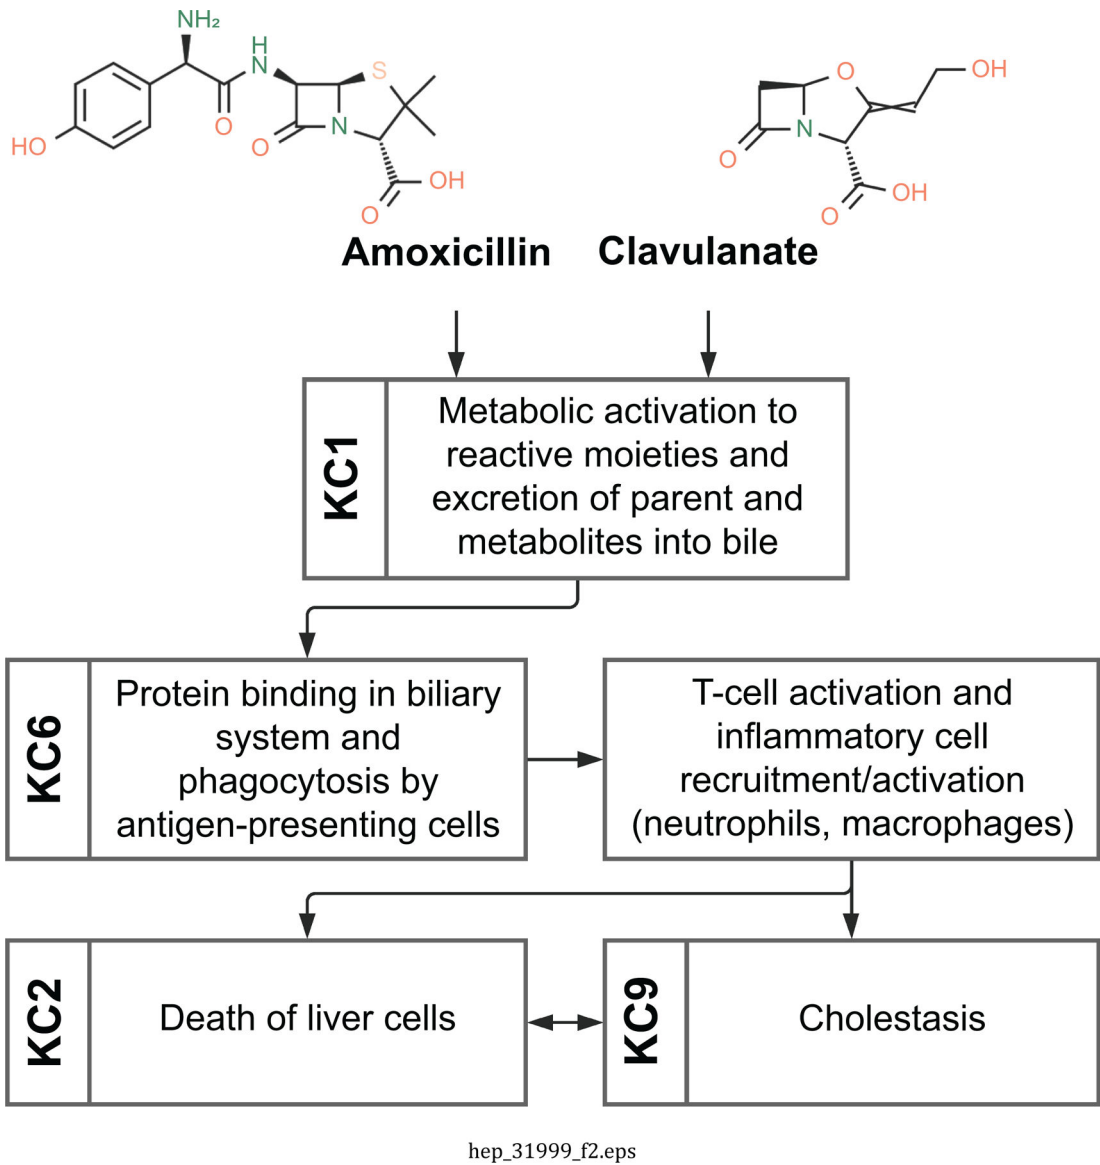 NH₂
H
N
S
HO
O
O
N
OH
O
O
OH
N
O
OH
O
Amoxicillin Clavulanate
KC1
Metabolic activation to
reactive moieties and
excretion of parent and
metabolites into bile
KC6
Protein binding in biliary
system and
phagocytosis by
antigen-presenting cells
T-cell activation and
inflammatory cell
recruitment/activation
(neutrophils, macrophages)
KC2
Death of liver cells
KC9
Cholestasis
hep_31999_f2.eps